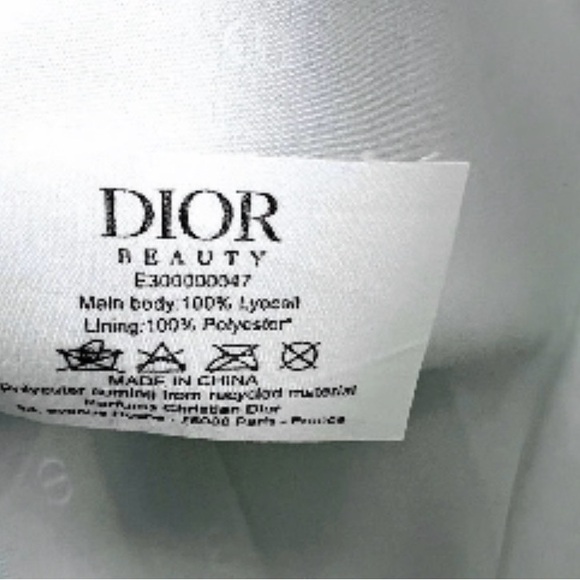 DIOR
BEAUTY
E300000047
Main body:100% Lyocell
Lining:100% Polyester*
MADE IN CHINA
from recycled material
Parfums Christian Dior
Paris - France